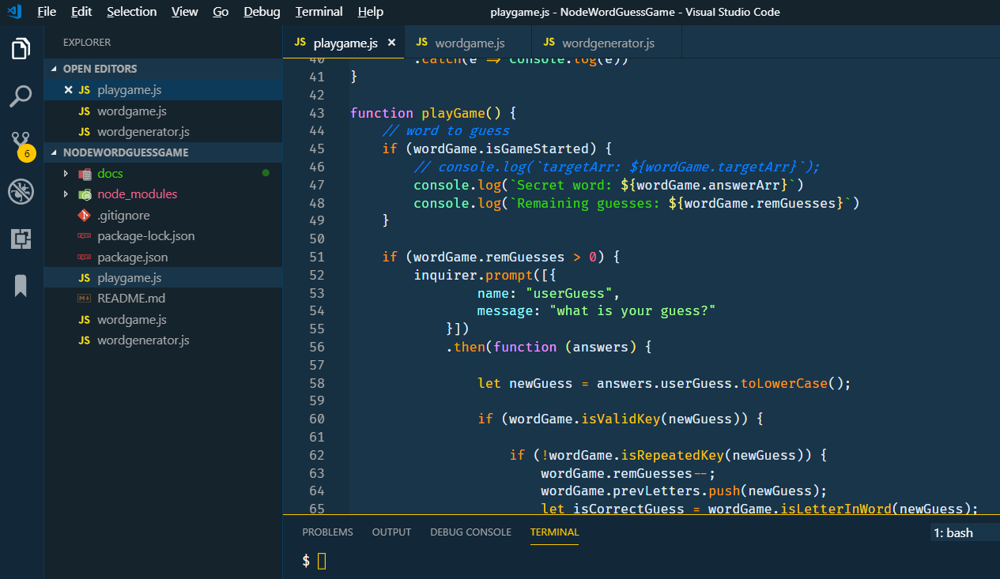 File Edit Selection View Go Debug Terminal Help playgame.js - NodeWordGuessGame - Visual Studio Code
EXPLORER
OPEN EDITORS
JS playgame.js
JS wordgame.js
JS wordgenerator.js
NODEWORDGUESSGAME
docs
node_modules
.gitignore
package-lock.json
package.json
JS playgame.js
README.md
JS wordgame.js
JS wordgenerator.js
6
JS playgame.js × JS wordgame.js JS wordgenerator.js
40 .catch(e => console.log(e))
41 }
42
43 function playGame() {
44 // word to guess
45 if (wordGame.isGameStarted) {
46 // console.log(`targetArr: ${wordGame.targetArr}`);
47 console.log(`Secret word: ${wordGame.answerArr}`)
48 console.log(`Remaining guesses: ${wordGame.remGuesses}`)
49 }
50
51 if (wordGame.remGuesses > 0) {
52 inquirer.prompt([{
53 name: "userGuess",
54 message: "what is your guess?"
55 }])
56 .then(function (answers) {
57
58 let newGuess = answers.userGuess.toLowerCase();
59
60 if (wordGame.isValidKey(newGuess)) {
61
62 if (!wordGame.isRepeatedKey(newGuess)) {
63 wordGame.remGuesses--;
64 wordGame.prevLetters.push(newGuess);
65 let isCorrectGuess = wordGame.isLetterInWord(newGuess);
PROBLEMS OUTPUT DEBUG CONSOLE TERMINAL 1: bash
$